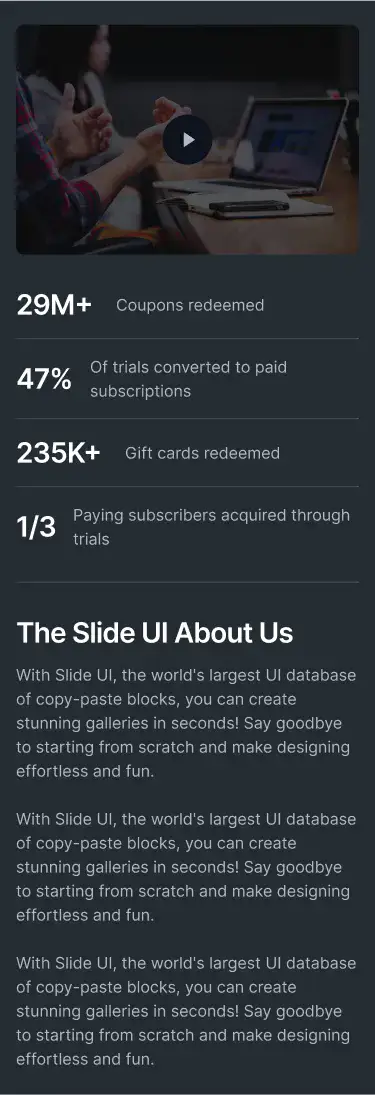 29M+ Coupons redeemed
47% Of trials converted to paid
subscriptions
235K+ Gift cards redeemed
1/3 Paying subscribers acquired through
trials
The Slide UI About Us
With Slide UI, the world's largest UI database
of copy-paste blocks, you can create
stunning galleries in seconds! Say goodbye
to starting from scratch and make designing
effortless and fun.
With Slide UI, the world's largest UI database
of copy-paste blocks, you can create
stunning galleries in seconds! Say goodbye
to starting from scratch and make designing
effortless and fun.
With Slide UI, the world's largest UI database
of copy-paste blocks, you can create
stunning galleries in seconds! Say goodbye
to starting from scratch and make designing
effortless and fun.